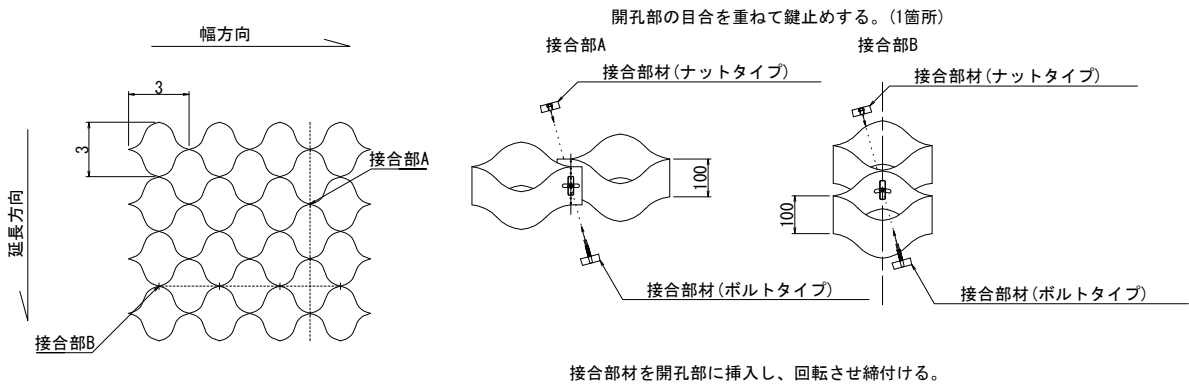 開孔部の目合を重ねて鍵止めする。(1箇所)
幅方向
接合部A
接合部B
接合部材(ナットタイプ)
接合部材(ナットタイプ)
3
3
接合部A
100
100
延長方向
接合部材(ボルトタイプ)
接合部材(ボルトタイプ)
接合部B
接合部材を開孔部に挿入し、回転させ締付ける。